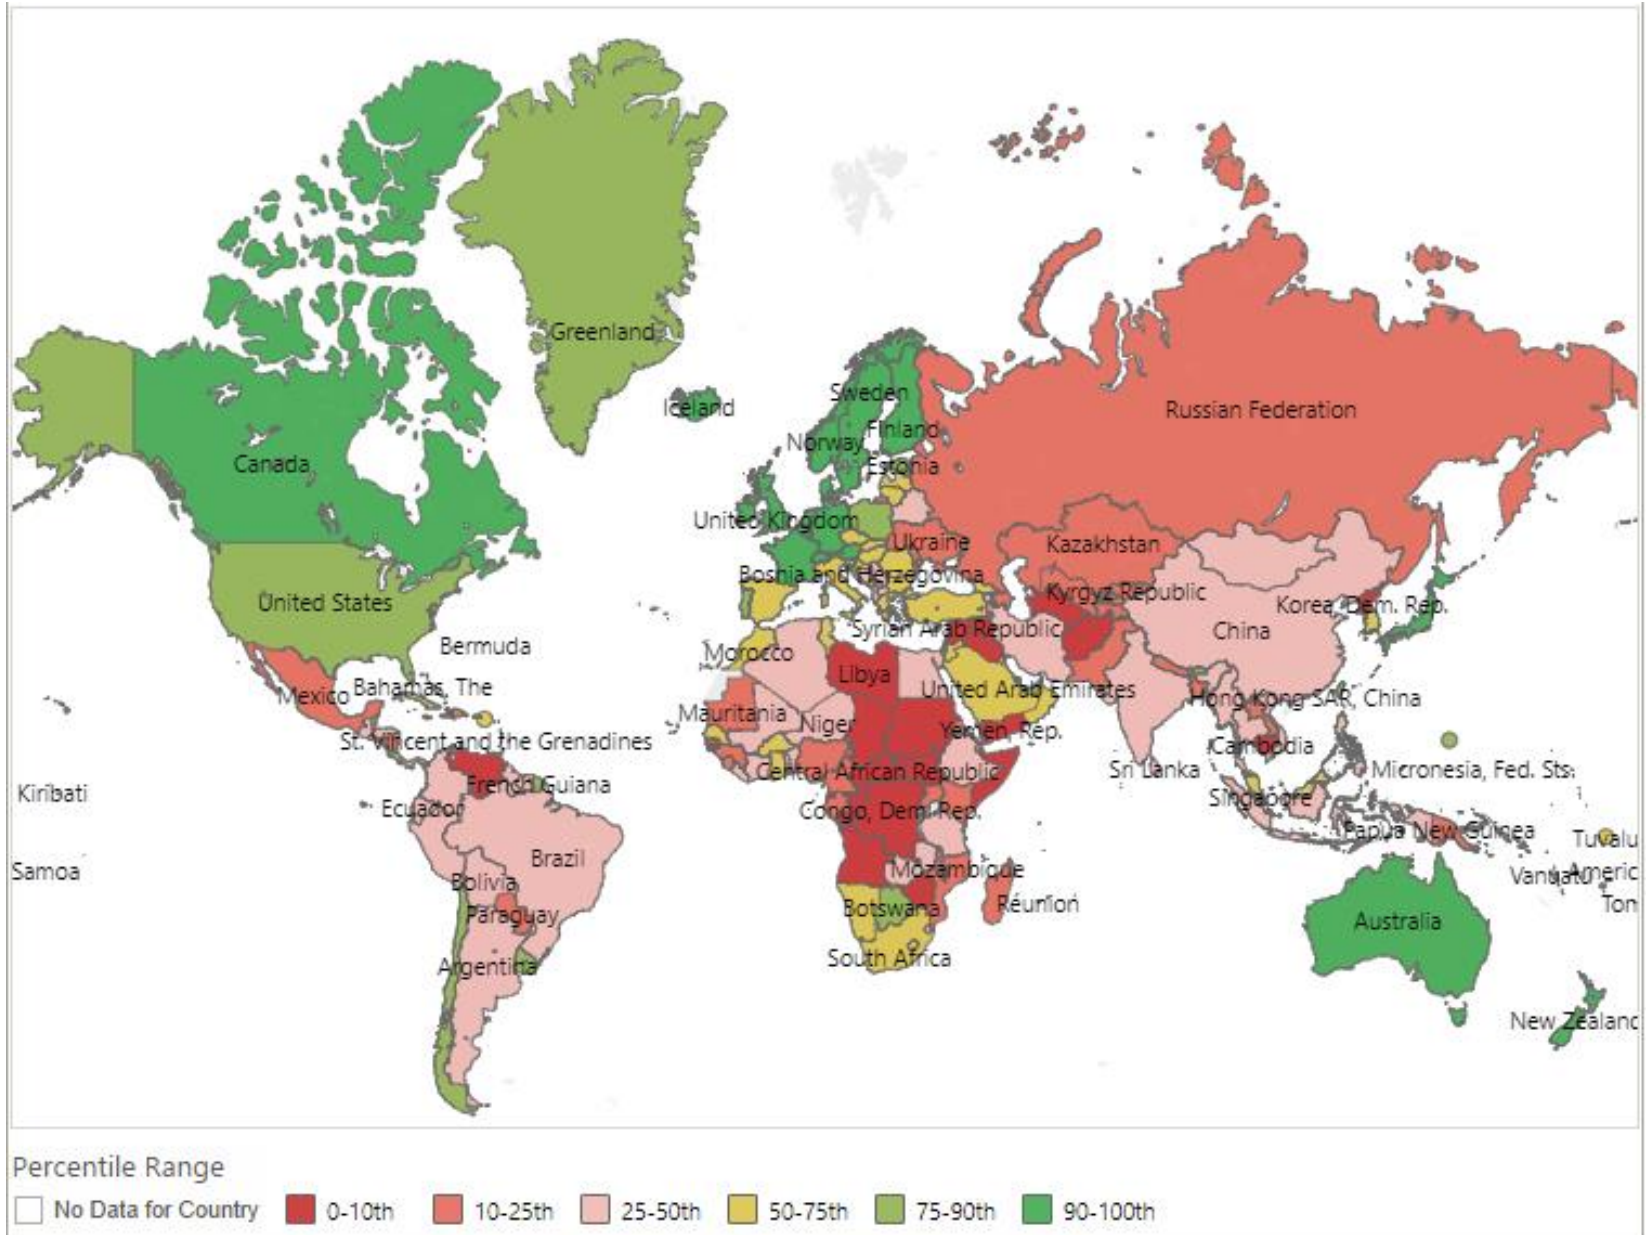 Greenland
Iceland
Sweden
Norway
Finland
Estonia
Russian Federation
Canada
United Kingdom
Ukraine
Kazakhstan
Bosnia and Herzegovina
Kyrgyz Republic
United States
Korea, Dem. Rep.
Syrian Arab Republic
China
Bermuda
Morocco
Libya
Mexico
Bahamas, The
United Arab Emirates
Hong Kong SAR, China
Mauritania
Niger
Yemen, Rep.
St. Vincent and the Grenadines
Cambodia
Central African Republic
Sri Lanka
Micronesia, Fed. Sts.
French Guiana
Kiribati
Ecuador
Congo, Dem. Rep.
Singapore
Papua New Guinea
Tuvalu
Brazil
Samoa
Bolivia
Mozambique
Vanuatu
Americ
Botswana
Réunion
Ton
Paraguay
Australia
South Africa
Argentina
New Zealand
Percentile Range
No Data for Country 0-10th 10-25th 25-50th 50-75th 75-90th 90-100th